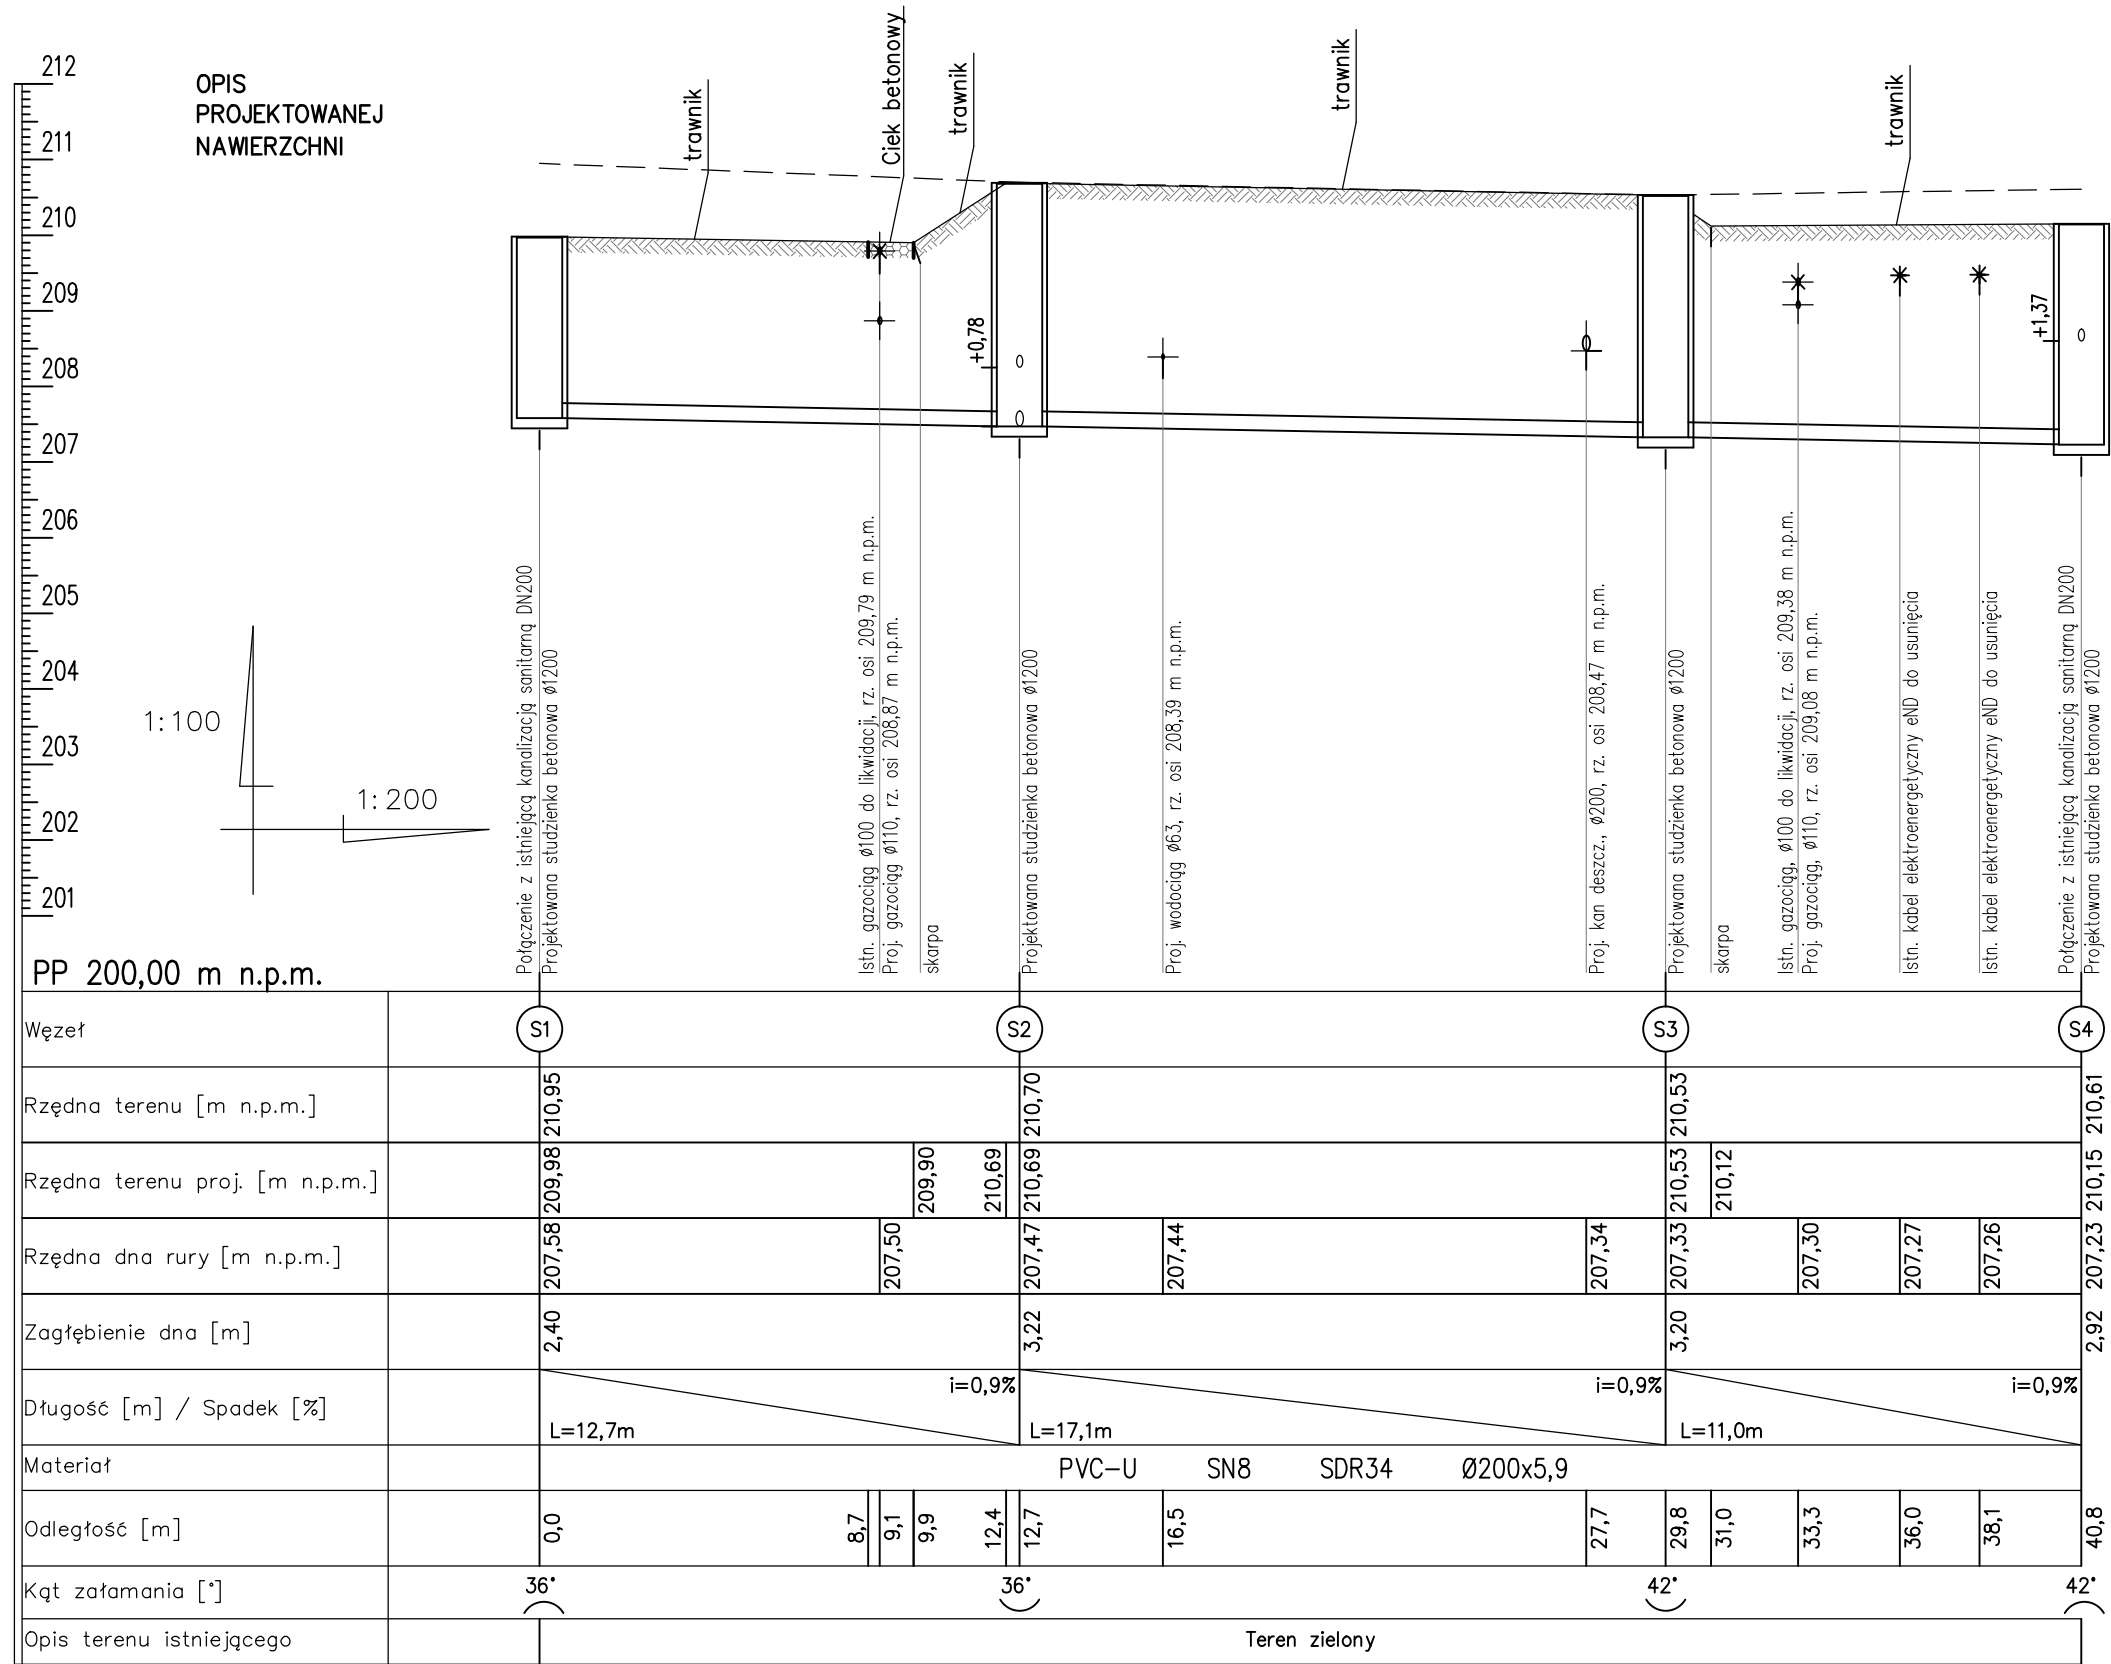 212
211
210
209
208
207
206
205
204
203
202
201
OPIS
PROJEKTOWANEJ
NAWIERZCHNI
trawnik
Ciek betonowy
trawnik
trawnik
trawnik
+0,78
+1,37
1:100
1:200
Połączenie z istniejącą kanalizacją sanitarną DN200
Projektowana studzienka betonowa ø1200
Istn. gazociąg ø100 do likwidacji, rz. osi 209,79 m n.p.m.
Proj. gazociąg ø110, rz. osi 208,87 m n.p.m.
skarpa
Projektowana studzienka betonowa ø1200
Proj. wodociąg ø63, rz. osi 208,39 m n.p.m.
Proj. kan deszcz., ø200, rz. osi 208,47 m n.p.m.
Projektowana studzienka betonowa ø1200
skarpa
Istn. gazociąg, ø100 do likwidacji, rz. osi 209,38 m n.p.m.
Proj. gazociąg, ø110, rz. osi 209,08 m n.p.m.
Istn. kabel elektroenergetyczny eND do usunięcia
Istn. kabel elektroenergetyczny eND do usunięcia
Połączenie z istniejącą kanalizacją sanitarną DN200
Projektowana studzienka betonowa ø1200
PP 200,00 m n.p.m.
Węzeł S1 S2 S3 S4
Rzędna terenu [m n.p.m.] 210,95 210,70 210,53 210,61
Rzędna terenu proj. [m n.p.m.] 209,98 209,90 210,69 210,69 210,53 210,12 210,15
Rzędna dna rury [m n.p.m.] 207,58 207,50 207,47 207,44 207,34 207,33 207,30 207,27 207,26 207,23
Zagłębienie dna [m] 2,40 3,22 3,20 2,92
Długość [m] / Spadek [%] i=0,9% i=0,9% i=0,9%
L=12,7m L=17,1m L=11,0m
Materiał PVC-U SN8 SDR34 Ø200x5,9
Odległość [m] 0,0 8,7 9,1 9,9 12,4 12,7 16,5 27,7 29,8 31,0 33,3 36,0 38,1 40,8
Kąt załamania [°] 36° 36° 42° 42°
Opis terenu istniejącego Teren zielony